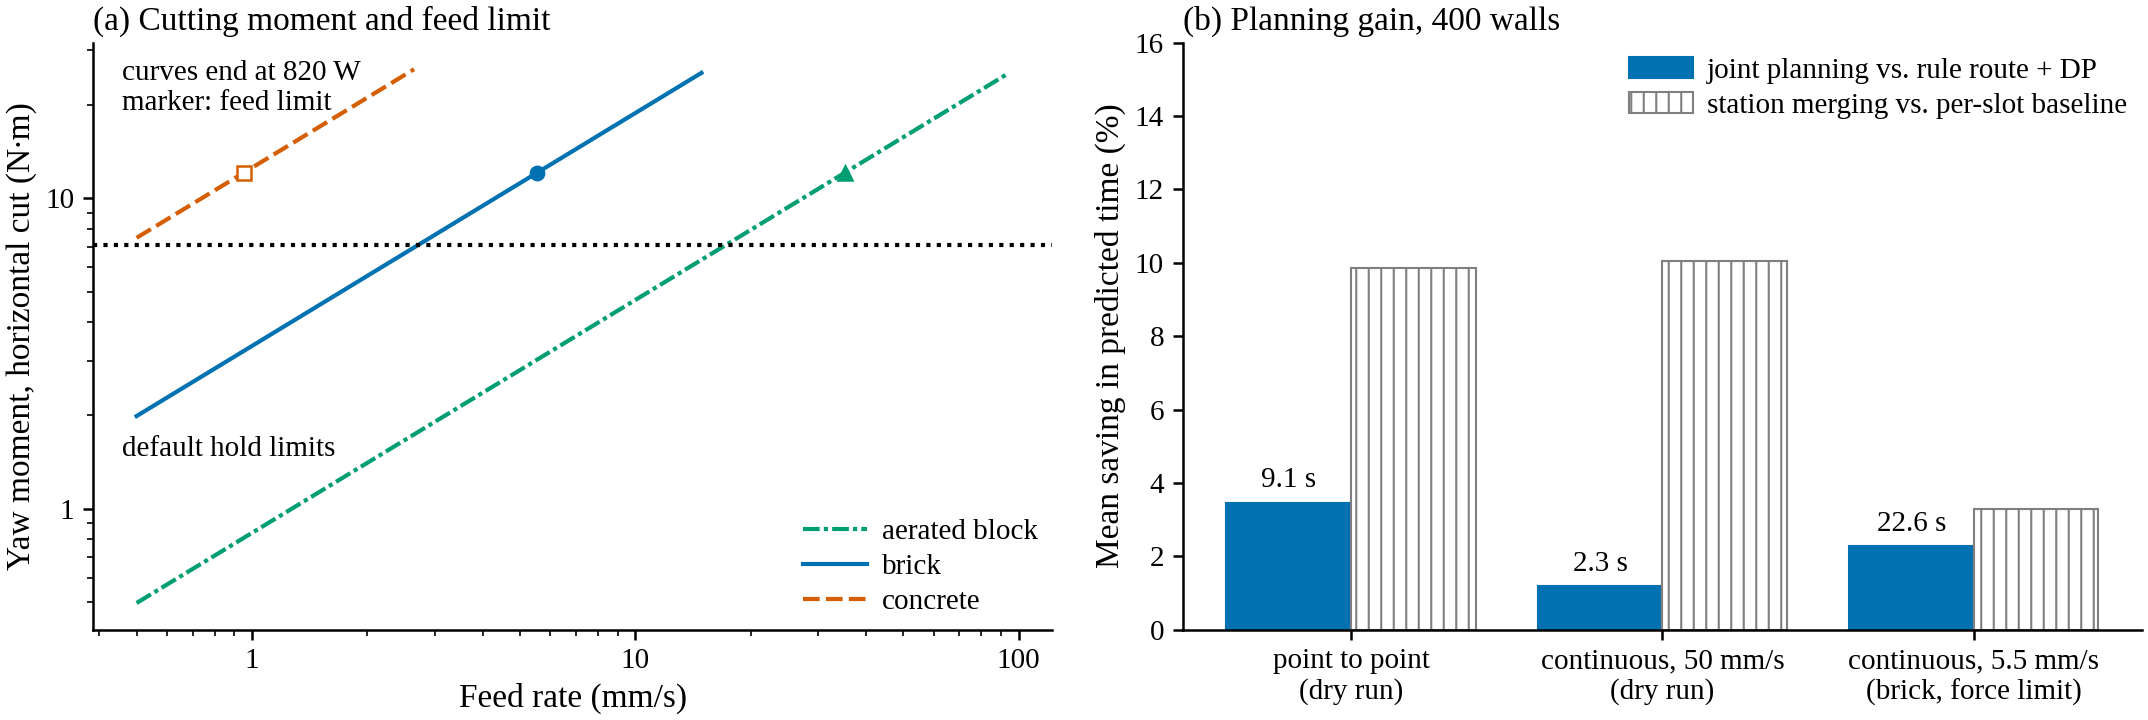 (a) Cutting moment and feed limit
curves end at 820 W
marker: feed limit
default hold limits
Yaw moment, horizontal cut (N·m)
10
1
aerated block
brick
concrete
1
10
100
Feed rate (mm/s)
(b) Planning gain, 400 walls
joint planning vs. rule route + DP
station merging vs. per-slot baseline
Mean saving in predicted time (%)
16
14
12
10
8
6
4
2
0
9.1 s
2.3 s
22.6 s
point to point
(dry run)
continuous, 50 mm/s
(dry run)
continuous, 5.5 mm/s
(brick, force limit)